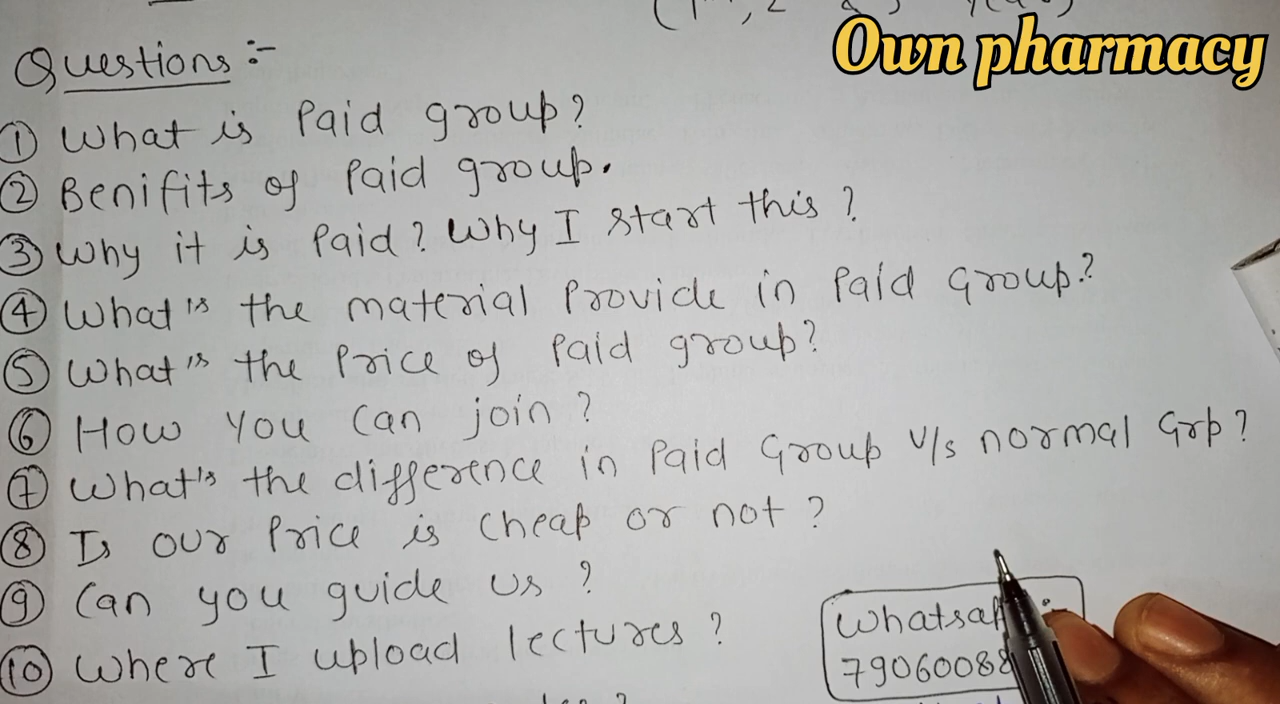 Own pharmacy
Questions :-
① What is Paid group?
② Benifits of Paid group.
③ Why it is Paid? Why I start this?
④ What is the material Provide in Paid Group?
⑤ What is the Price of Paid group?
⑥ How you can join?
⑦ What's the difference in Paid Group v/s normal Grp?
⑧ Is our Price is cheap or not?
⑨ Can you guide us?
⑩ Where I upload lectures?
Whatsap
79060088